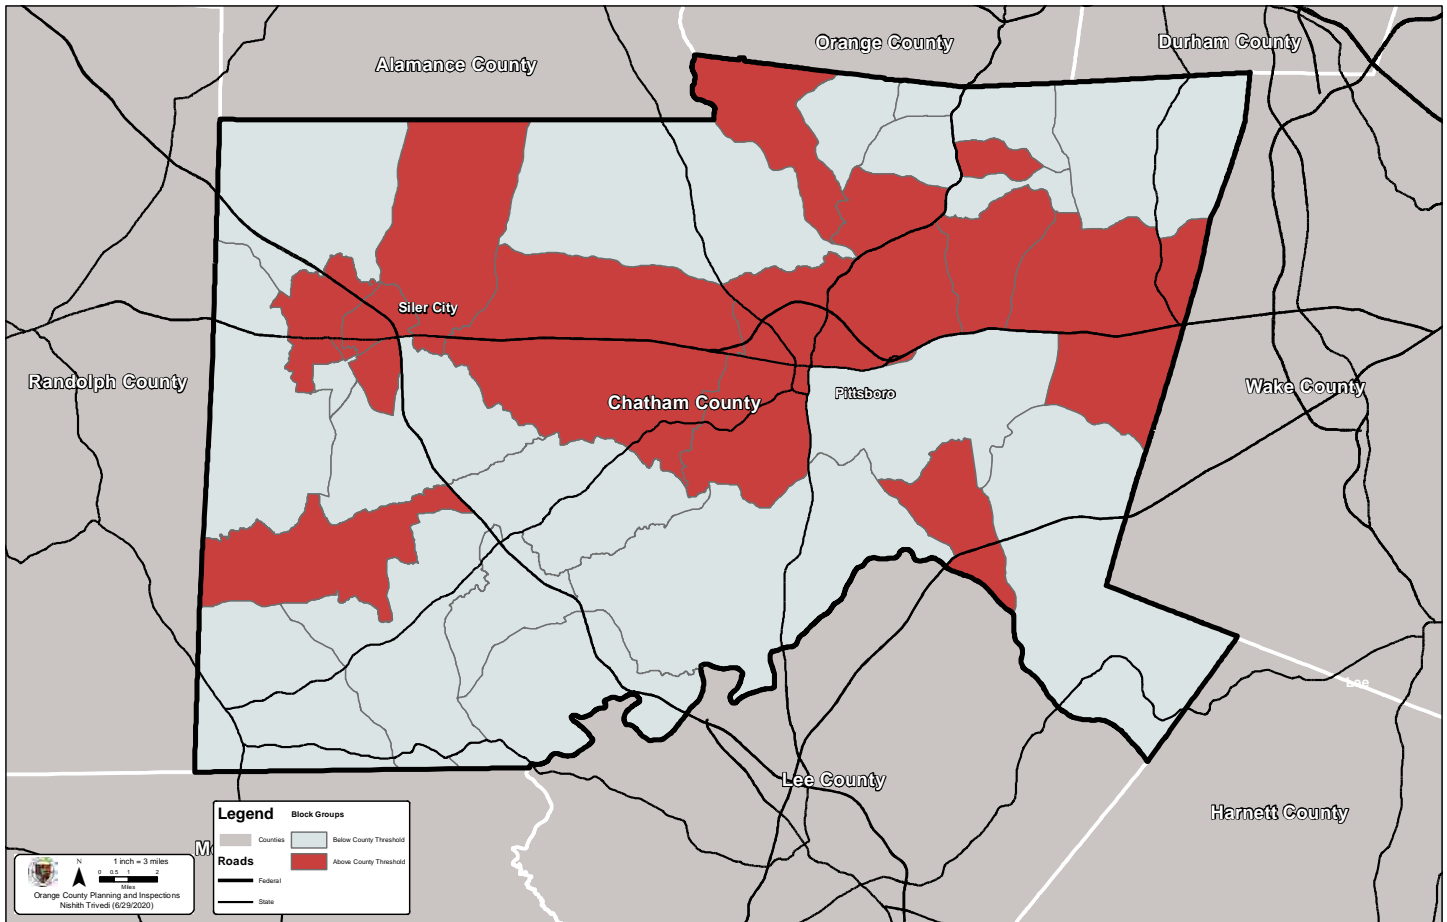 Orange County
Durham County
Alamance County
Siler City
Randolph County
Wake County
Pittsboro
Chatham County
Lee
Lee County
Harnett County
Legend
Block Groups
Counties
Below County Threshold
Roads
Above County Threshold
Federal
State
N
1 inch = 3 miles
0 0.5 1 2
Miles
Orange County Planning and Inspections
Nishith Trivedi (6/29/2020)